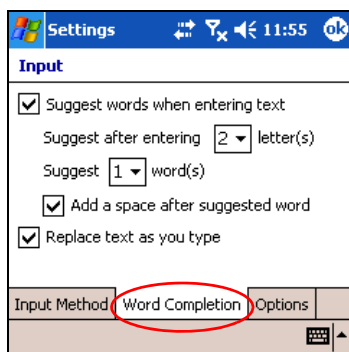 Settings 11:55 ok
Input
Suggest words when entering text
Suggest after entering 2 letter(s)
Suggest 1 word(s)
Add a space after suggested word
Replace text as you type
Input Method Word Completion Options